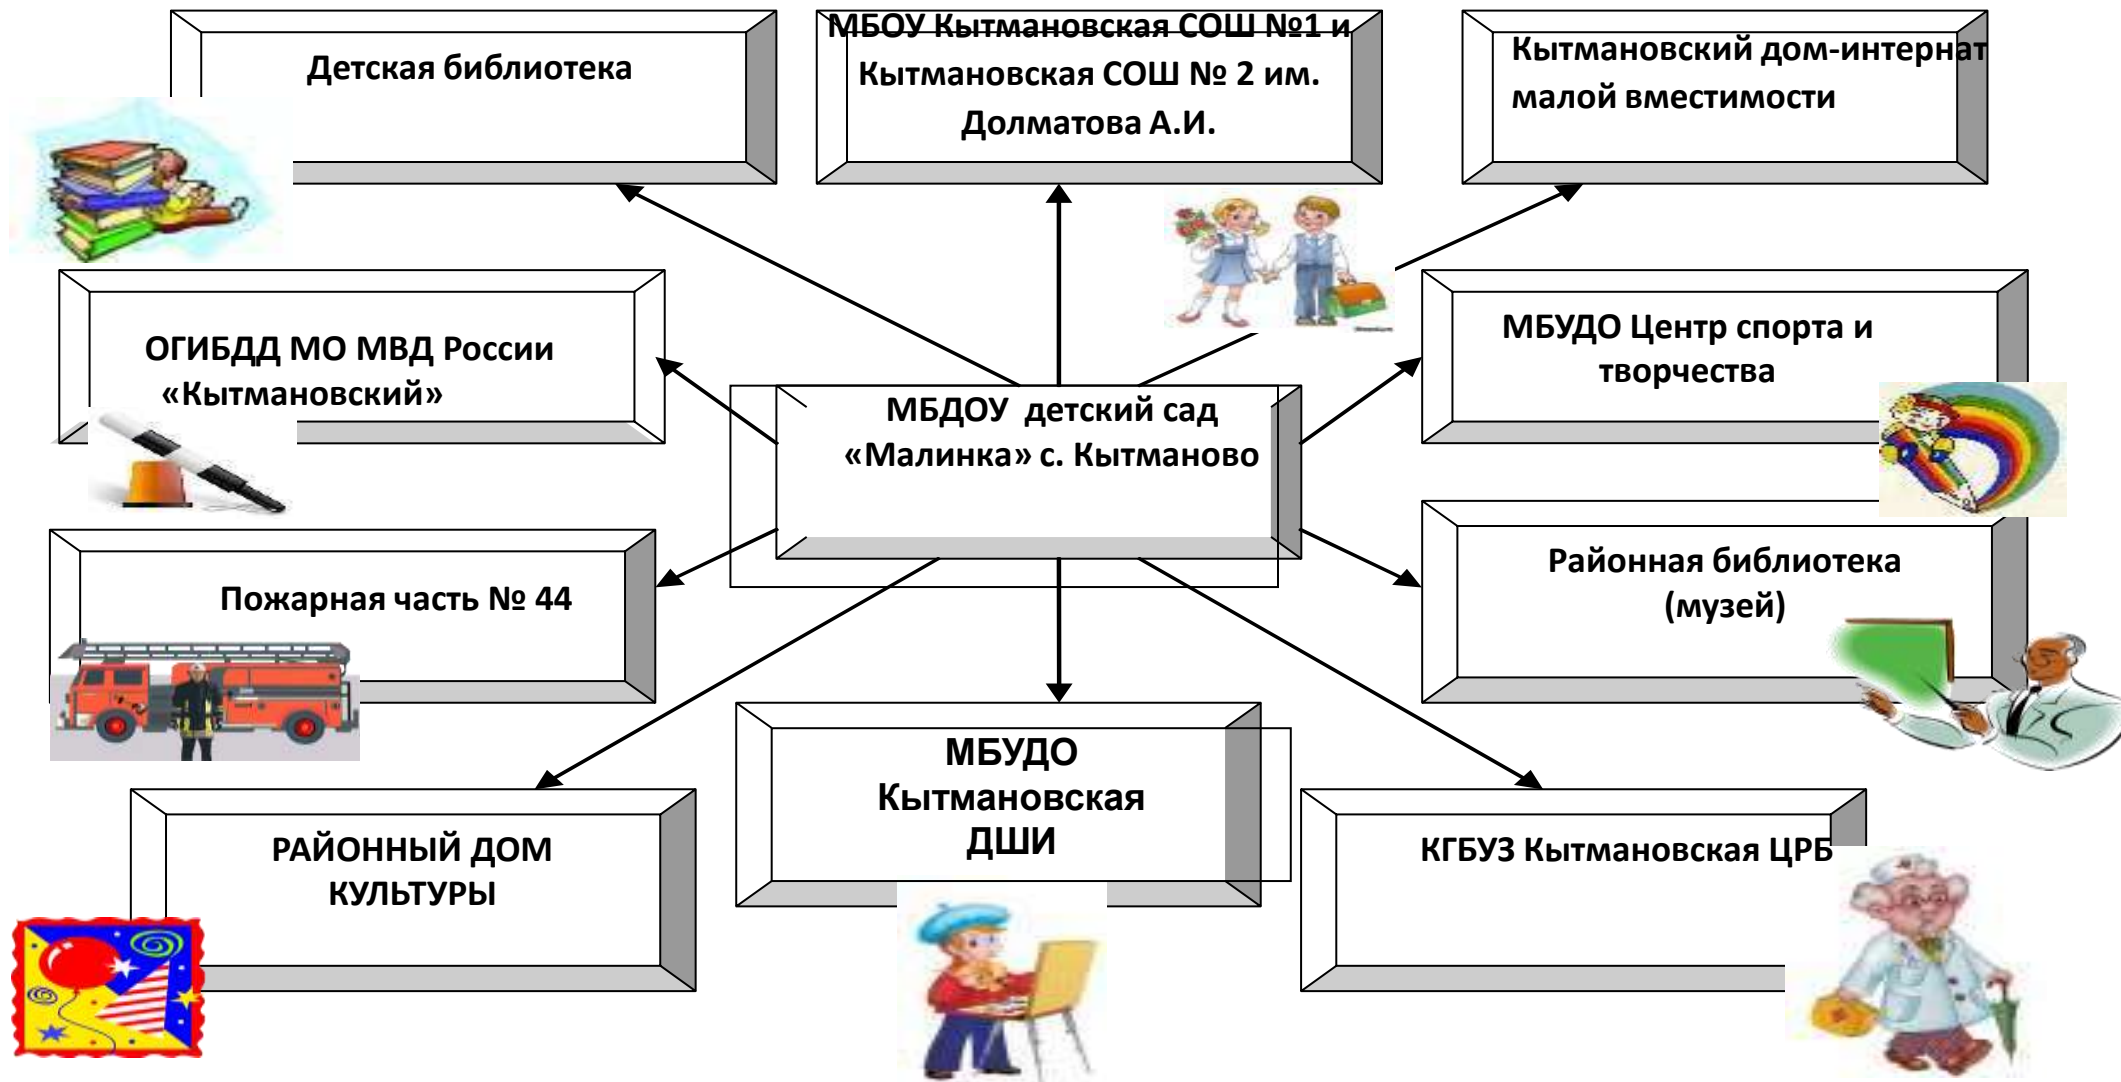 Детская библиотека
МБОУ Кытмановская СОШ №1 и
Кытмановская СОШ № 2 им.
Долматова А.И.
Кытмановский дом-интернат
малой вместимости
ОГИБДД МО МВД России
«Кытмановский»
МБДОУ детский сад
«Малинка» с. Кытманово
МБУДО Центр спорта и
творчества
Пожарная часть № 44
Районная библиотека
(музей)
РАЙОННЫЙ ДОМ
КУЛЬТУРЫ
МБУДО
Кытмановская
ДШИ
КГБУЗ Кытмановская ЦРБ